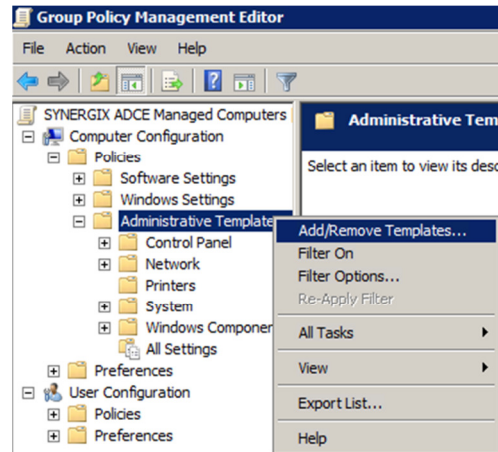 Group Policy Management Editor
File Action View Help
SYNERGIX ADCE Managed Computers
Computer Configuration
Policies
Software Settings
Windows Settings
Administrative Template
Control Panel
Network
Printers
System
Windows Componen
All Settings
Preferences
User Configuration
Policies
Preferences
Administrative Tem
Select an item to view its desc
Add/Remove Templates...
Filter On
Filter Options...
Re-Apply Filter
All Tasks
View
Export List...
Help